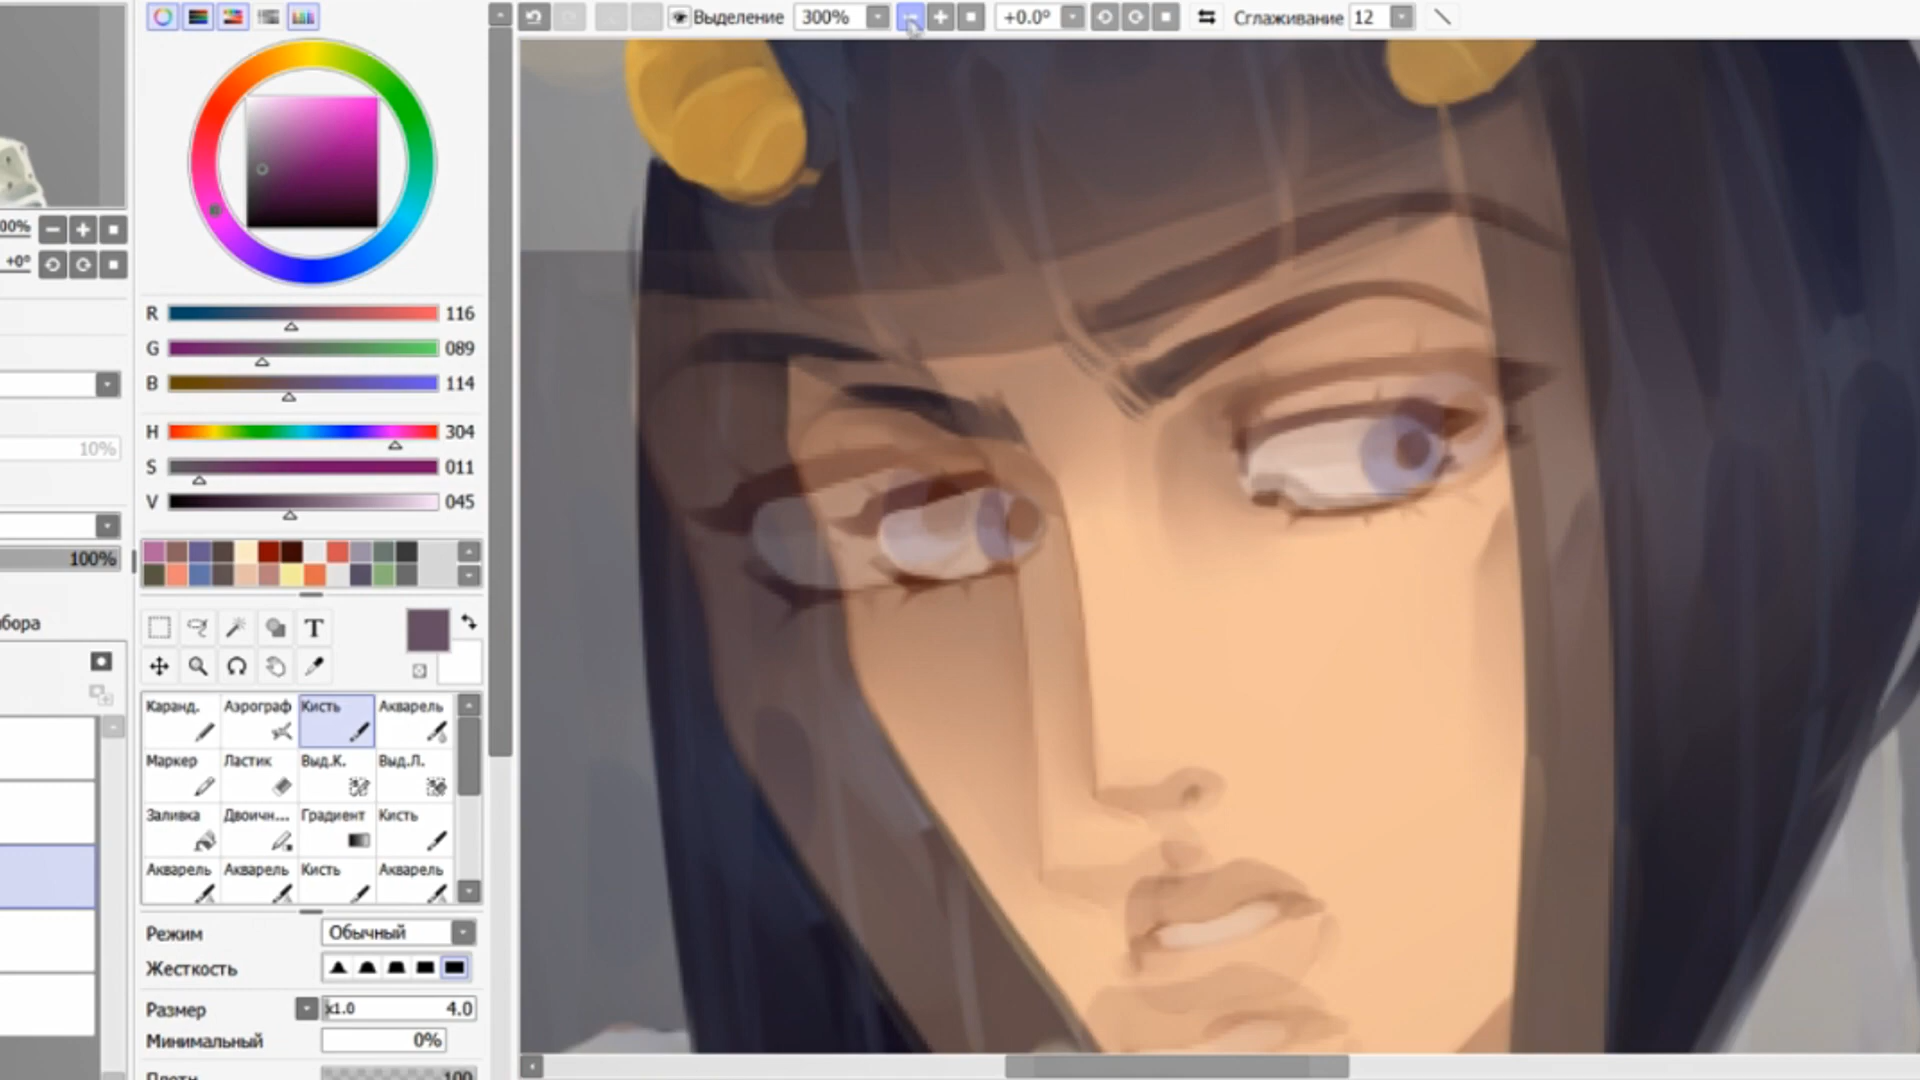 Выделение 300% +0.0° Сглаживание 12
00%
+0°
R 116
G 089
B 114
H 304
S 011
V 045
10%
100%
бора
T
Каранд. Аэрограф Кисть Акварель
Маркер Ластик Выд.К. Выд.Л.
Заливка Двоичн... Градиент Кисть
Акварель Акварель Кисть Акварель
Режим Обычный
Жесткость
Размер x1.0 4.0
Минимальный 0%
Плотн 100